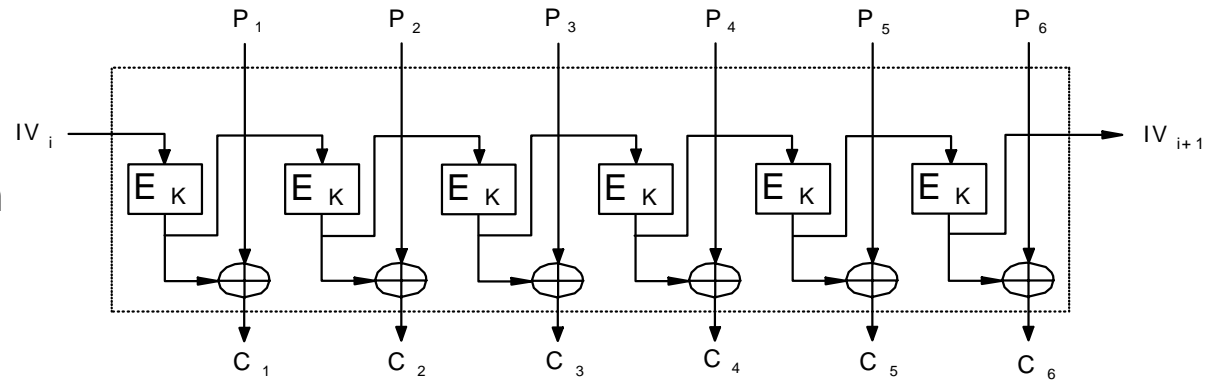 P 1 P 2 P 3 P 4 P 5 P 6
IV i IV i+1
E K E K E K E K E K E K
C 1 C 2 C 3 C 4 C 5 C 6